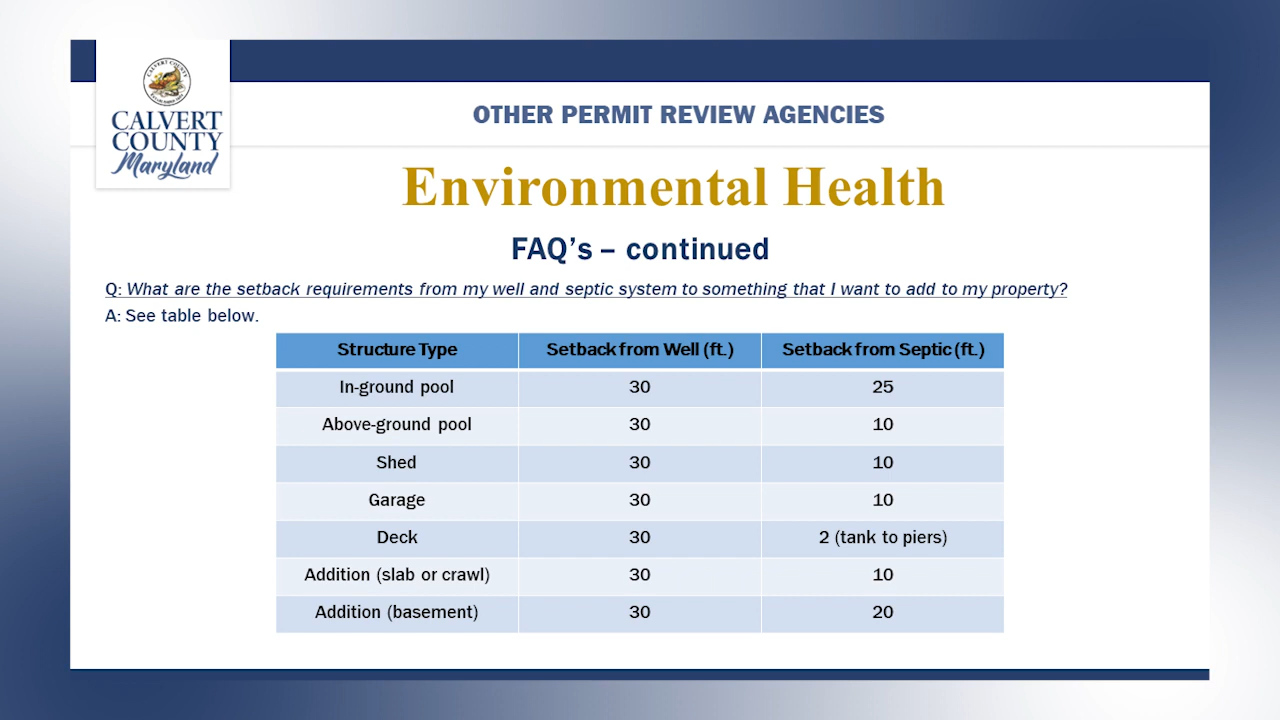 CALVERT COUNTY
CALVERT
COUNTY
Maryland
OTHER PERMIT REVIEW AGENCIES
Environmental Health
FAQ's – continued
Q: What are the setback requirements from my well and septic system to something that I want to add to my property?
A: See table below.
Structure Type Setback from Well (ft.) Setback from Septic (ft.)
In-ground pool 30 25
Above-ground pool 30 10
Shed 30 10
Garage 30 10
Deck 30 2 (tank to piers)
Addition (slab or crawl) 30 10
Addition (basement) 30 20